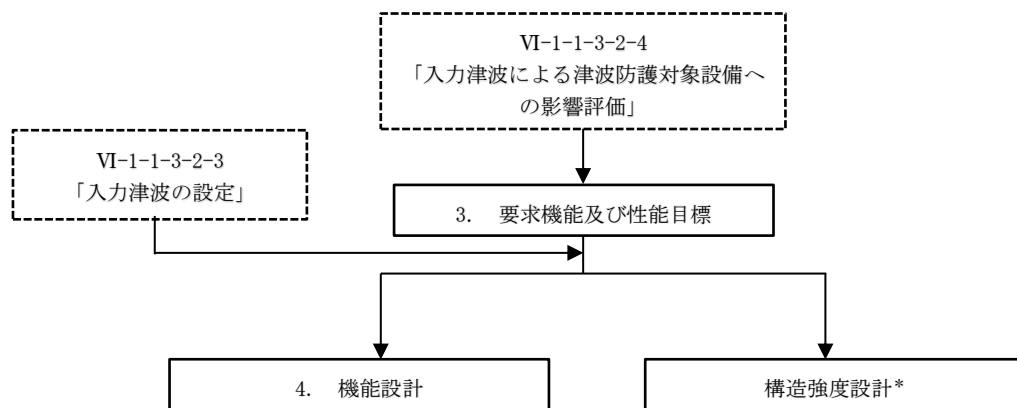 Ⅵ-1-1-3-2-4
「入力津波による津波防護対象設備へ
の影響評価」
Ⅵ-1-1-3-2-3
「入力津波の設定」
3. 要求機能及び性能目標
4. 機能設計
構造強度設計*